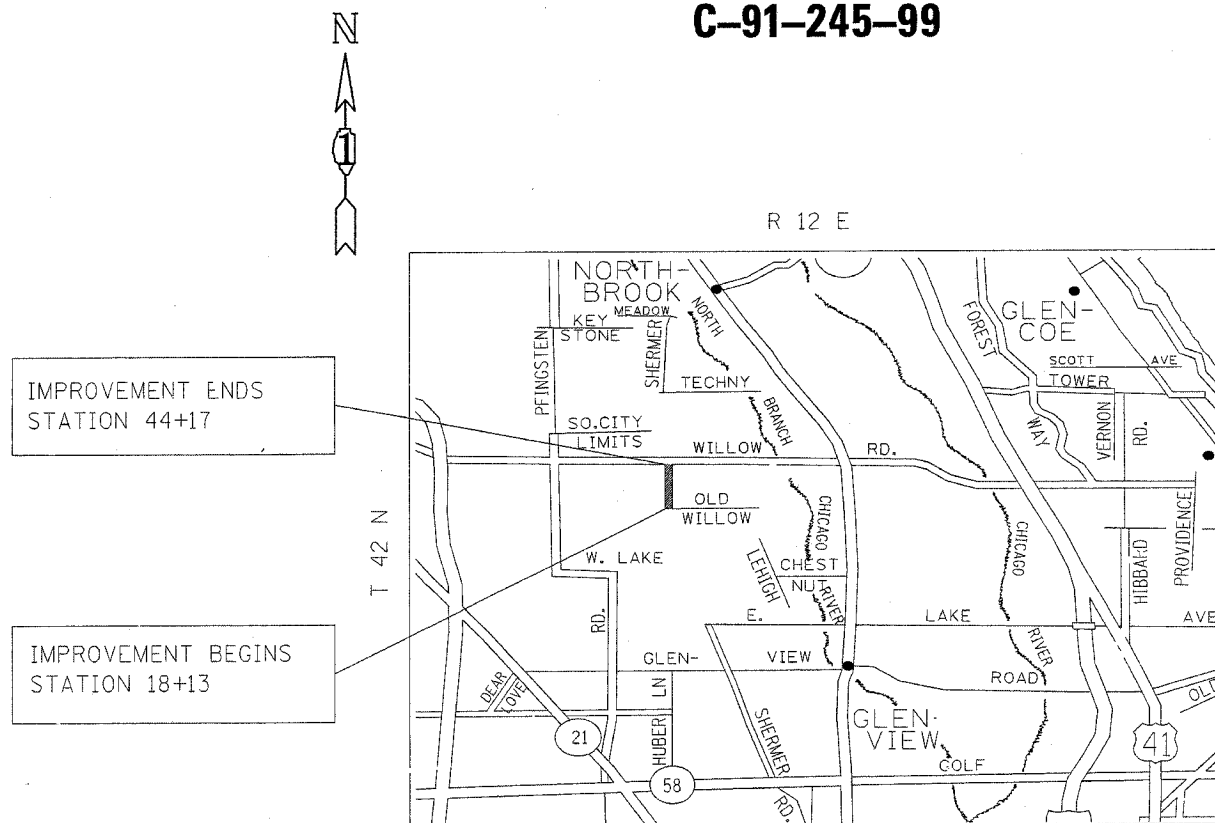 C–91–245–99
N
1
R 12 E
T 42 N
IMPROVEMENT ENDS
STATION 44+17
IMPROVEMENT BEGINS
STATION 18+13
NORTH-
BROOK
MEADOW
KEY
STONE
PFINGSTEN
SHERMER
TECHNY
NORTH
BRANCH
SO.CITY
LIMITS
WILLOW
RD.
OLD
WILLOW
W. LAKE
RD.
CHICAGO
LEHIGH
CHEST
NUT
RIVER
E.
LAKE
AVE
GLEN-
VIEW
ROAD
DEAR
LOVE
HUBER LN
SHERMER
RD.
GLEN-
VIEW
GOLF
21
58
41
FOREST
WAY
GLEN-
COE
SCOTT AVE
TOWER
VERNON
RD.
CHICAGO
RIVER
HIBBARD
PROVIDENCE
OLD